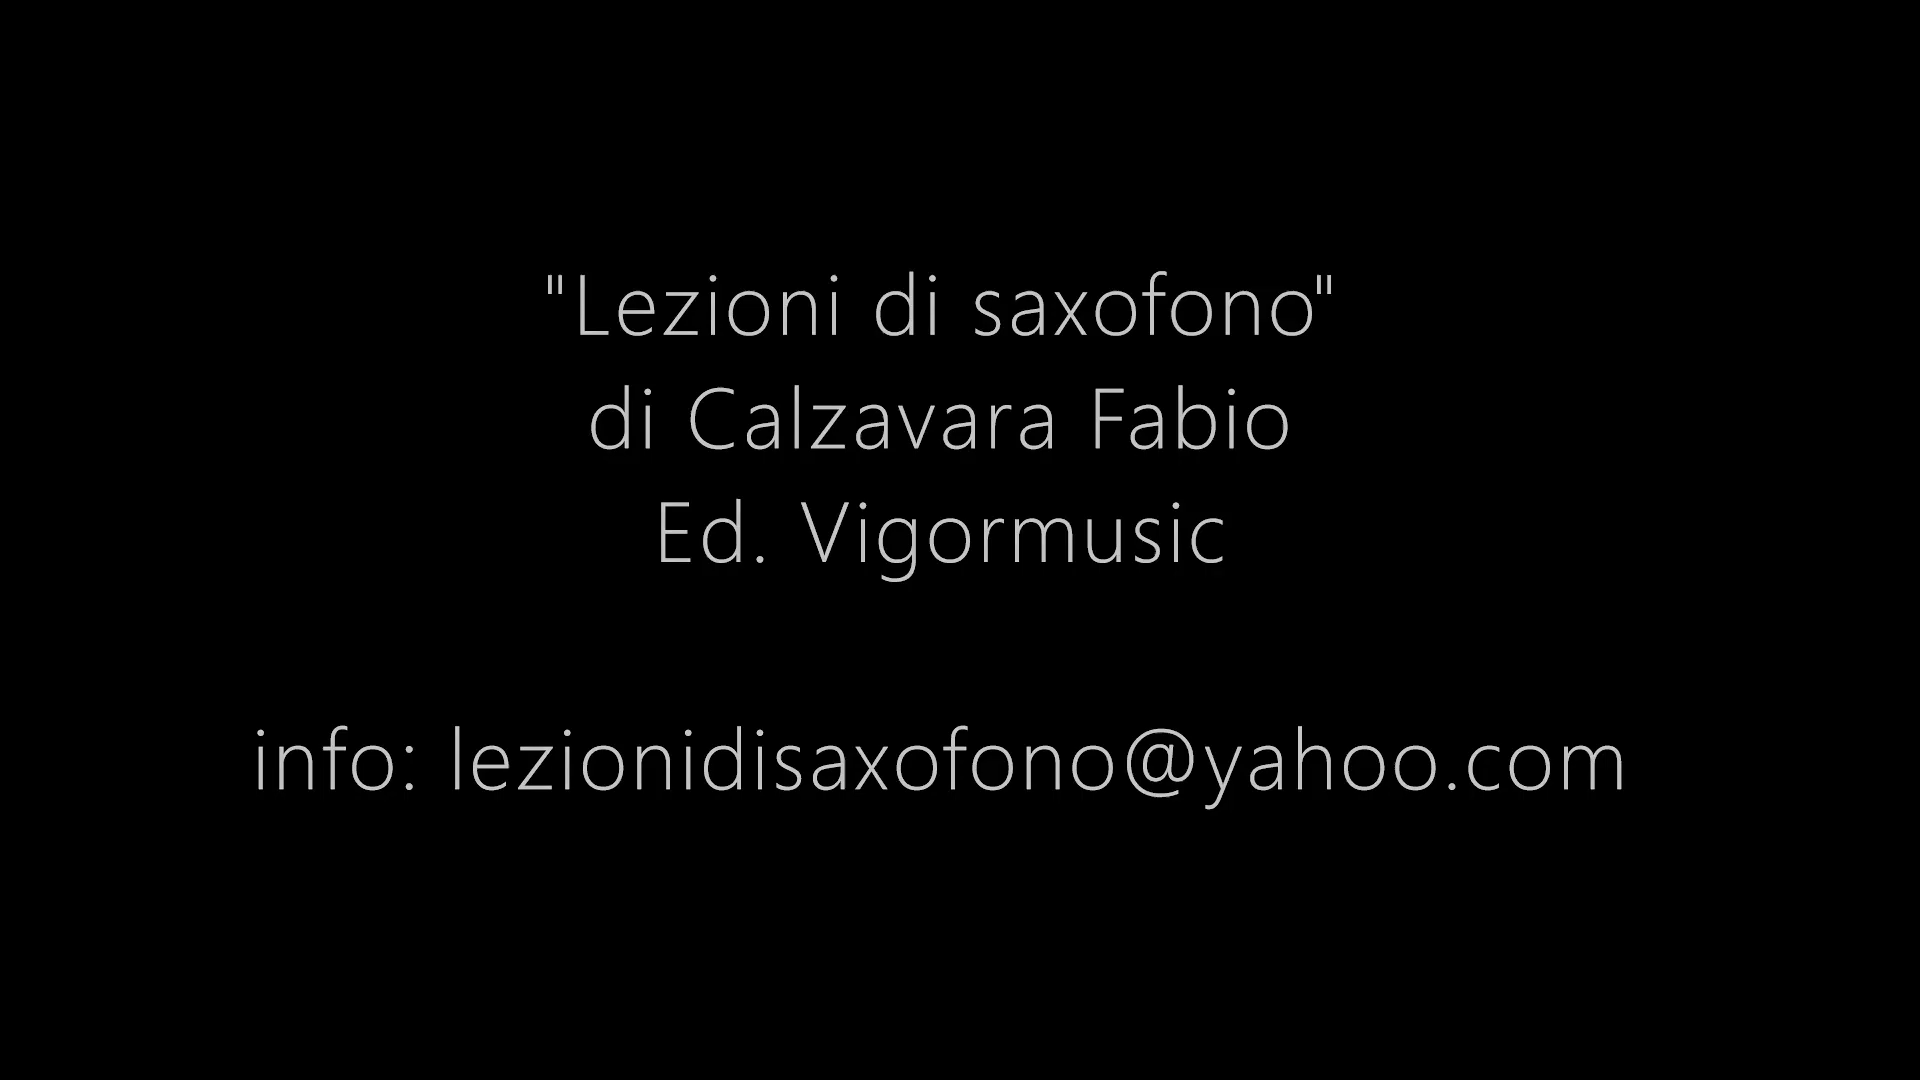 "Lezioni di saxofono"
di Calzavara Fabio
Ed. Vigormusic
info: lezionidisaxofono@yahoo.com